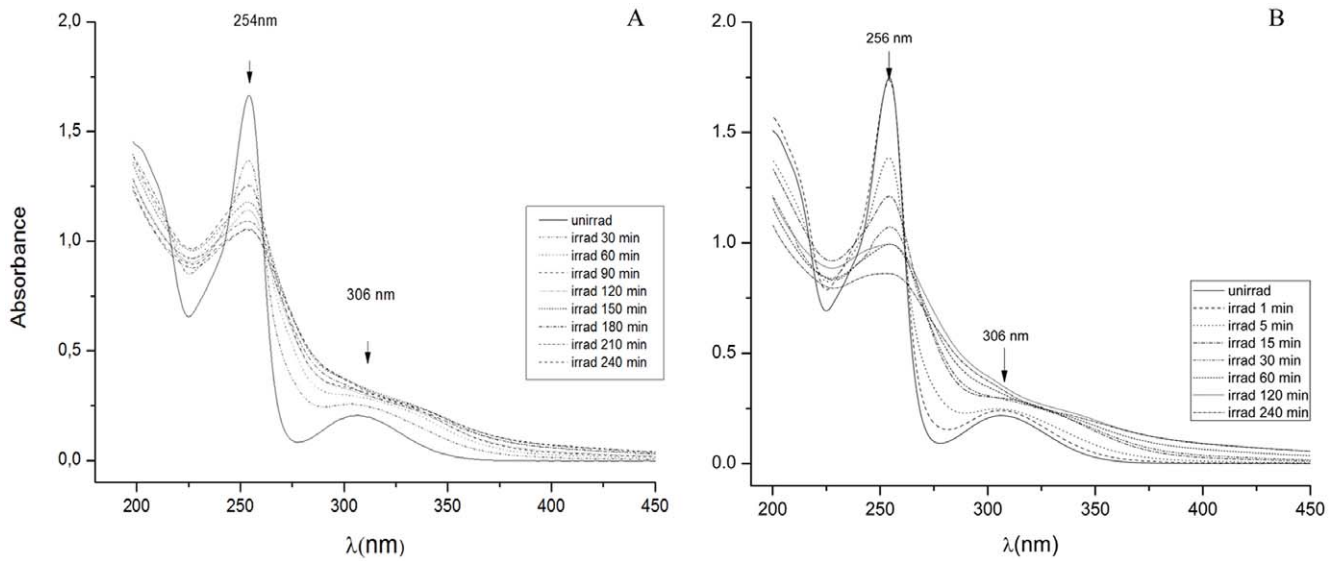 A
254nm
2,0
1,5
1,0
0,5
0,0
Absorbance
306 nm
unirrad
irrad 30 min
irrad 60 min
irrad 90 min
irrad 120 min
irrad 150 min
irrad 180 min
irrad 210 min
irrad 240 min
200 250 300 350 400 450
λ(nm)
B
256 nm
2.0
1.5
1.0
0.5
0.0
306 nm
unirrad
irrad 1 min
irrad 5 min
irrad 15 min
irrad 30 min
irrad 60 min
irrad 120 min
irrad 240 min
200 250 300 350 400 450
λ(nm)